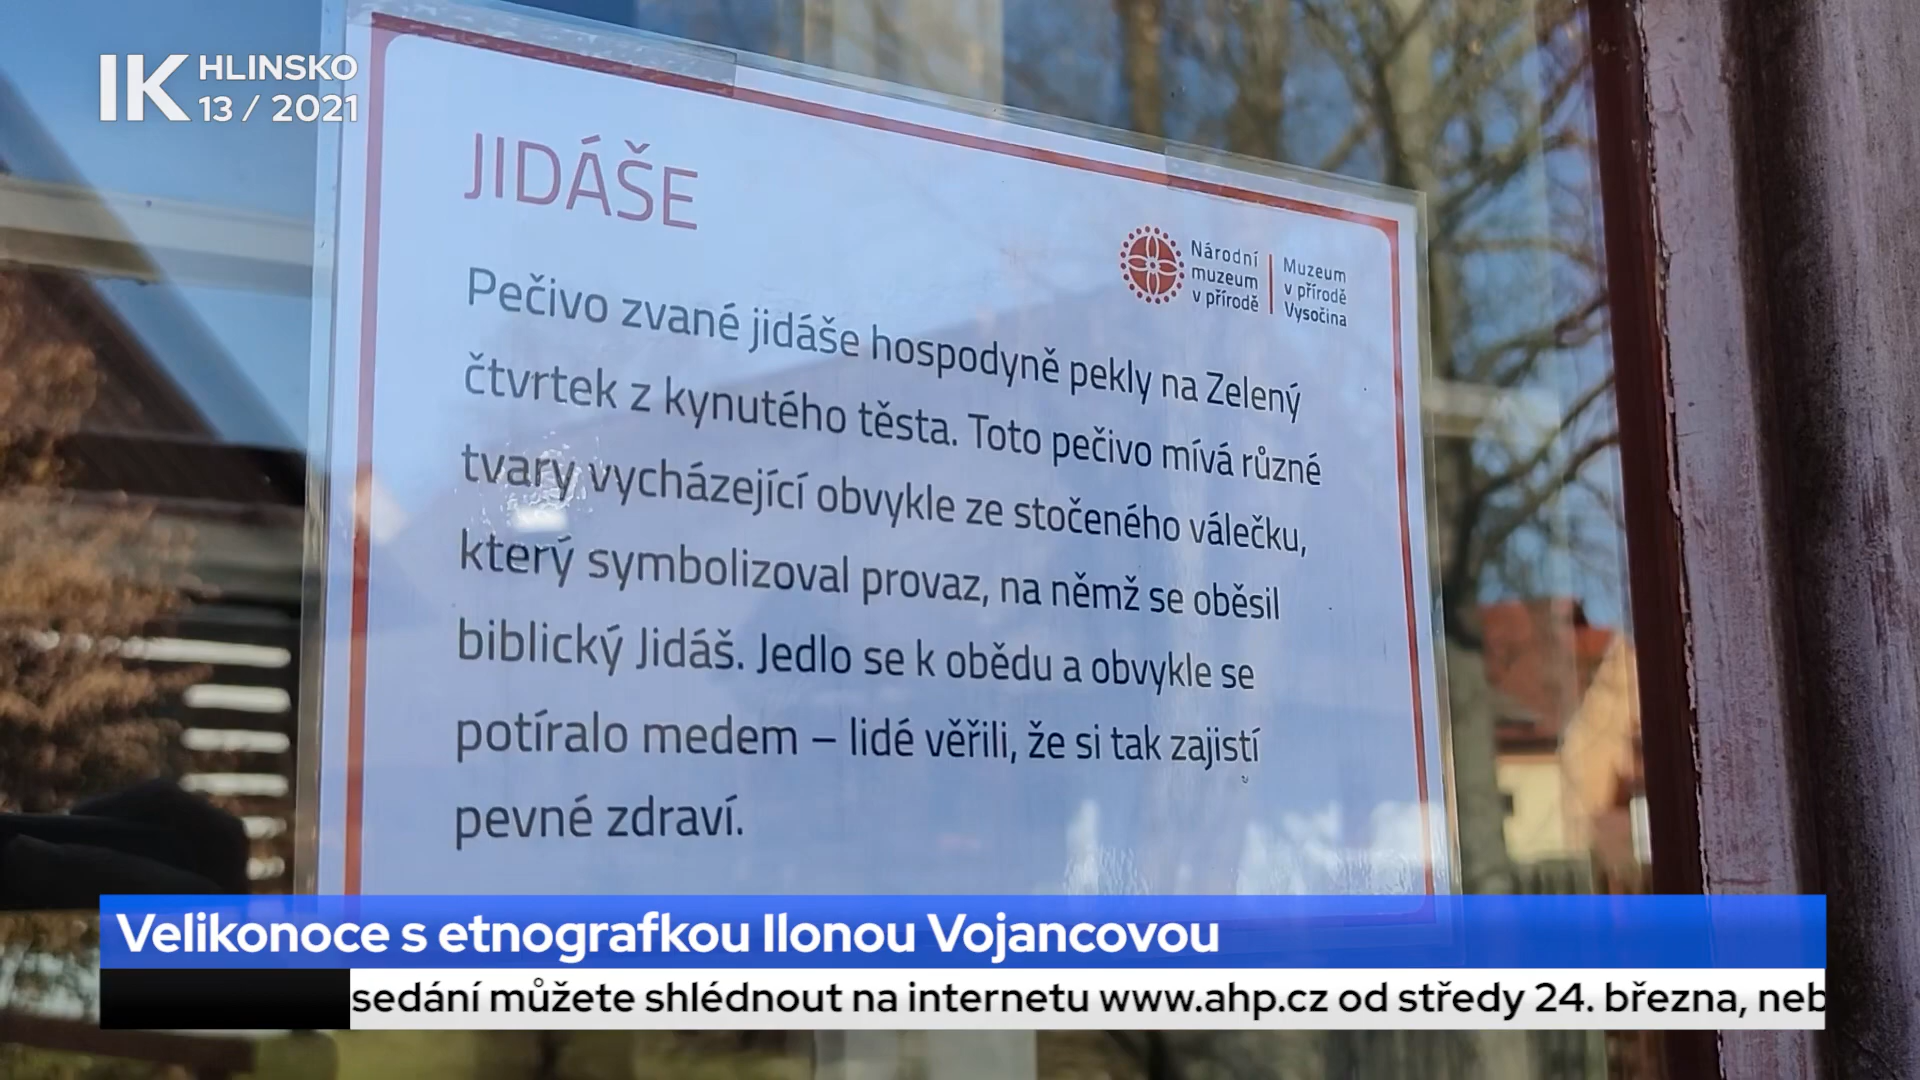 IK HLINSKO
13 / 2021
JIDÁŠE
Národní
muzeum
v přírodě
Muzeum
v přírodě
Vysočina
Pečivo zvané jidáše hospodyně pekly na Zelený
čtvrtek z kynutého těsta. Toto pečivo mívá různé
tvary vycházející obvykle ze stočeného válečku,
který symbolizoval provaz, na němž se oběsil
biblický Jidáš. Jedlo se k obědu a obvykle se
potíralo medem – lidé věřili, že si tak zajistí
pevné zdraví.
Velikonoce s etnografkou Ilonou Vojancovou
sedání můžete shlédnout na internetu www.ahp.cz od středy 24. března, neb